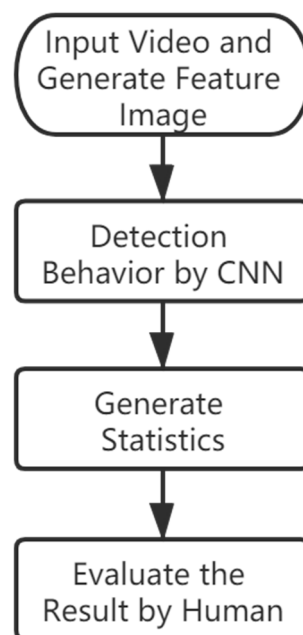 Input Video and
Generate Feature
Image
Detection
Behavior by CNN
Generate
Statistics
Evaluate the
Result by Human